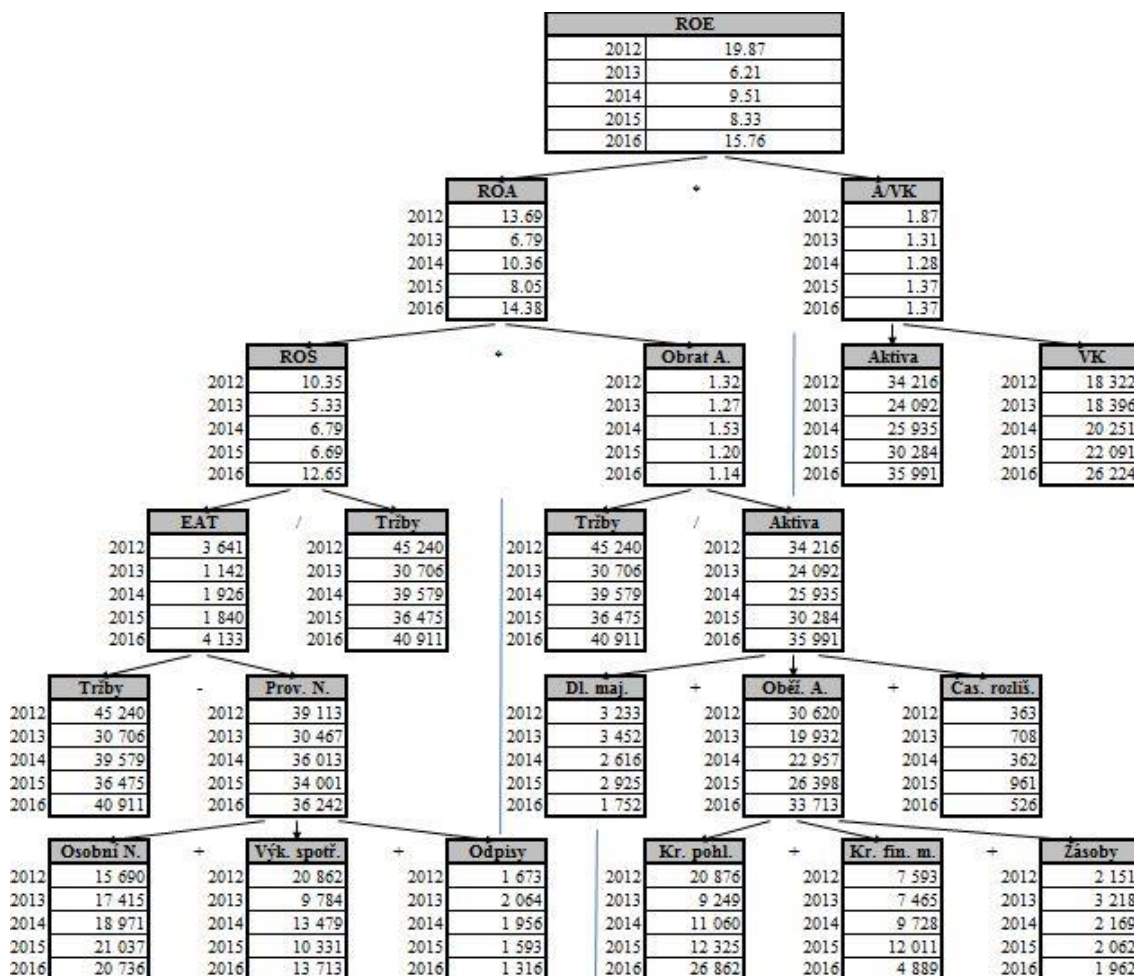 ROE
2012 19.87
2013 6.21
2014 9.51
2015 8.33
2016 15.76
ROA * A/VK
2012 13.69 2012 1.87
2013 6.79 2013 1.31
2014 10.36 2014 1.28
2015 8.05 2015 1.37
2016 14.38 2016 1.37
ROS * Obrat A. Aktiva VK
2012 10.35 2012 1.32 2012 34 216 2012 18 322
2013 5.33 2013 1.27 2013 24 092 2013 18 396
2014 6.79 2014 1.53 2014 25 935 2014 20 251
2015 6.69 2015 1.20 2015 30 284 2015 22 091
2016 12.65 2016 1.14 2016 35 991 2016 26 224
EAT / Tržby Tržby / Aktiva
2012 3 641 2012 45 240 2012 45 240 2012 34 216
2013 1 142 2013 30 706 2013 30 706 2013 24 092
2014 1 926 2014 39 579 2014 39 579 2014 25 935
2015 1 840 2015 36 475 2015 36 475 2015 30 284
2016 4 133 2016 40 911 2016 40 911 2016 35 991
Tržby - Prov. N. Dl. maj. + Oběž. A. + Čas. rozliš.
2012 45 240 2012 39 113 2012 3 233 2012 30 620 2012 363
2013 30 706 2013 30 467 2013 3 452 2013 19 932 2013 708
2014 39 579 2014 36 013 2014 2 616 2014 22 957 2014 362
2015 36 475 2015 34 001 2015 2 925 2015 26 398 2015 961
2016 40 911 2016 36 242 2016 1 752 2016 33 713 2016 526
Osobní N. + Výk. spotř. + Odpisy Kr. pohl. + Kr. fin. m. + Zásoby
2012 15 690 2012 20 862 2012 1 673 2012 20 876 2012 7 593 2012 2 151
2013 17 415 2013 9 784 2013 2 064 2013 9 249 2013 7 465 2013 3 218
2014 18 971 2014 13 479 2014 1 956 2014 11 060 2014 9 728 2014 2 169
2015 21 037 2015 10 331 2015 1 593 2015 12 325 2015 12 011 2015 2 062
2016 20 736 2016 13 713 2016 1 316 2016 26 862 2016 4 889 2016 1 962